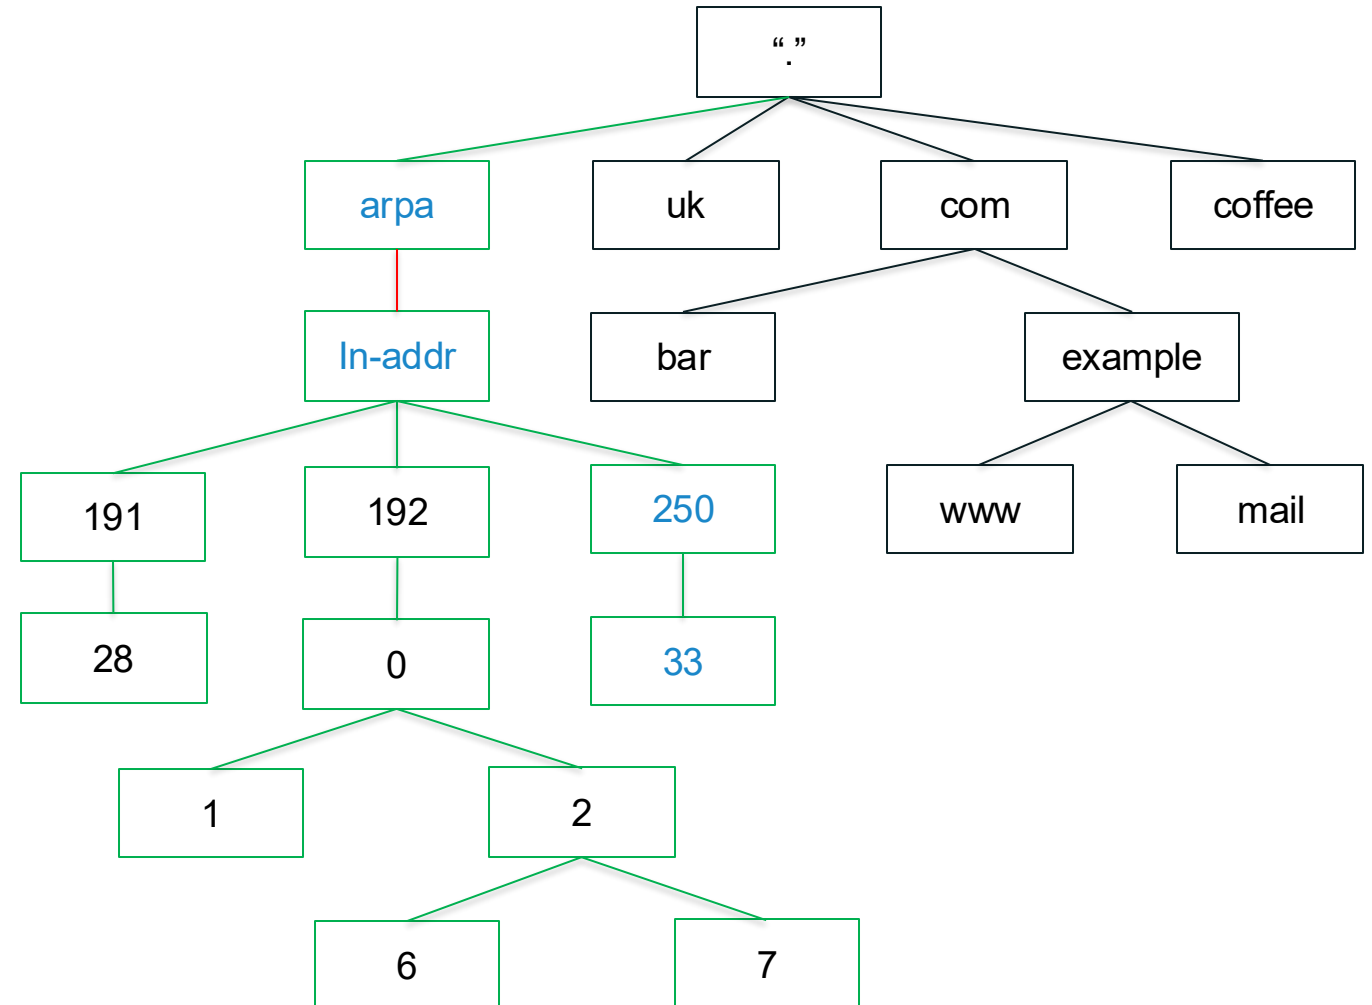 “.”
arpa
uk
com
coffee
In-addr
bar
example
191
192
250
www
mail
28
0
33
1
2
6
7